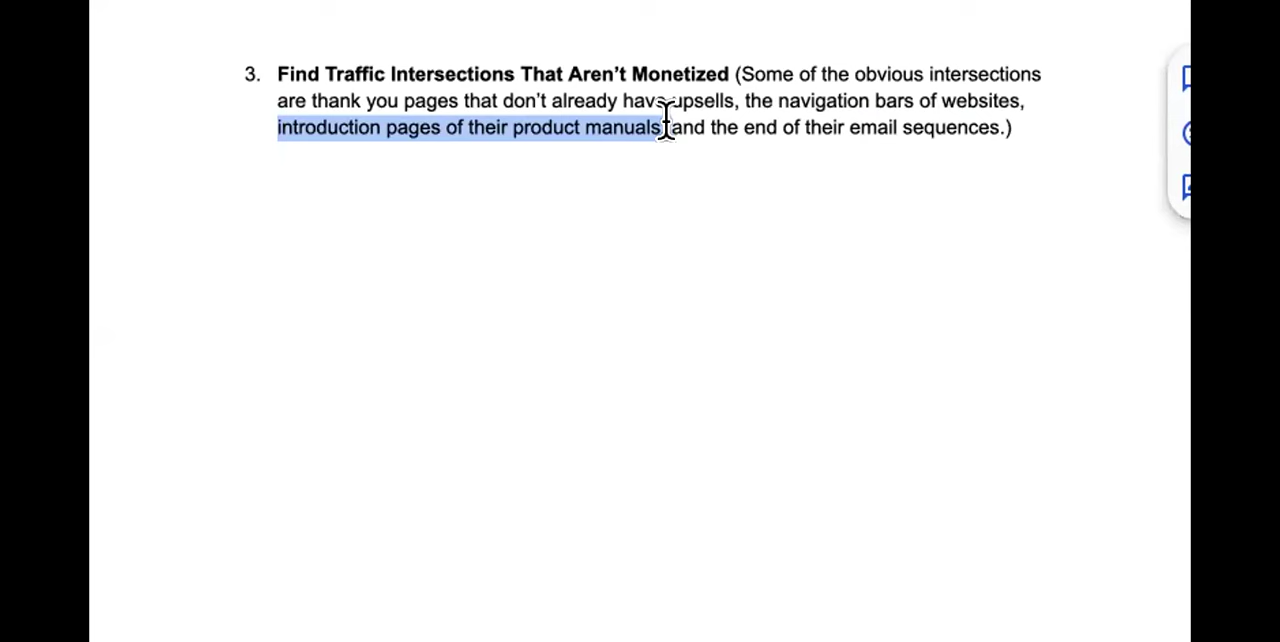 3. Find Traffic Intersections That Aren’t Monetized (Some of the obvious intersections
are thank you pages that don’t already have upsells, the navigation bars of websites,
introduction pages of their product manuals, and the end of their email sequences.)